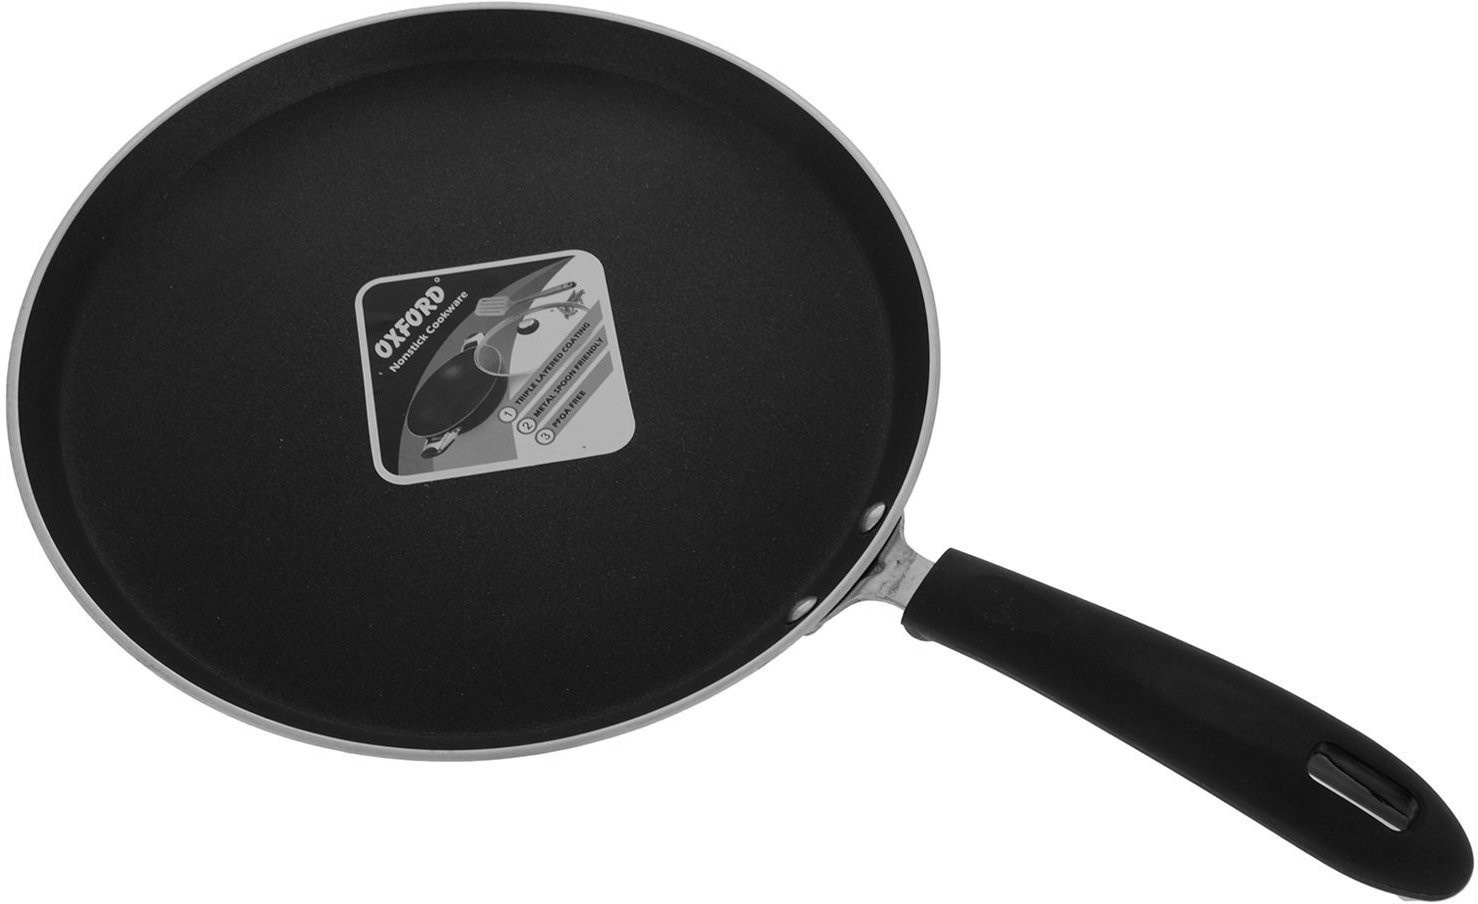 OXFORD
Nonstick Cookware
1 TRIPLE LAYERED COATING
2 METAL SPOON FRIENDLY
3 PFOA FREE